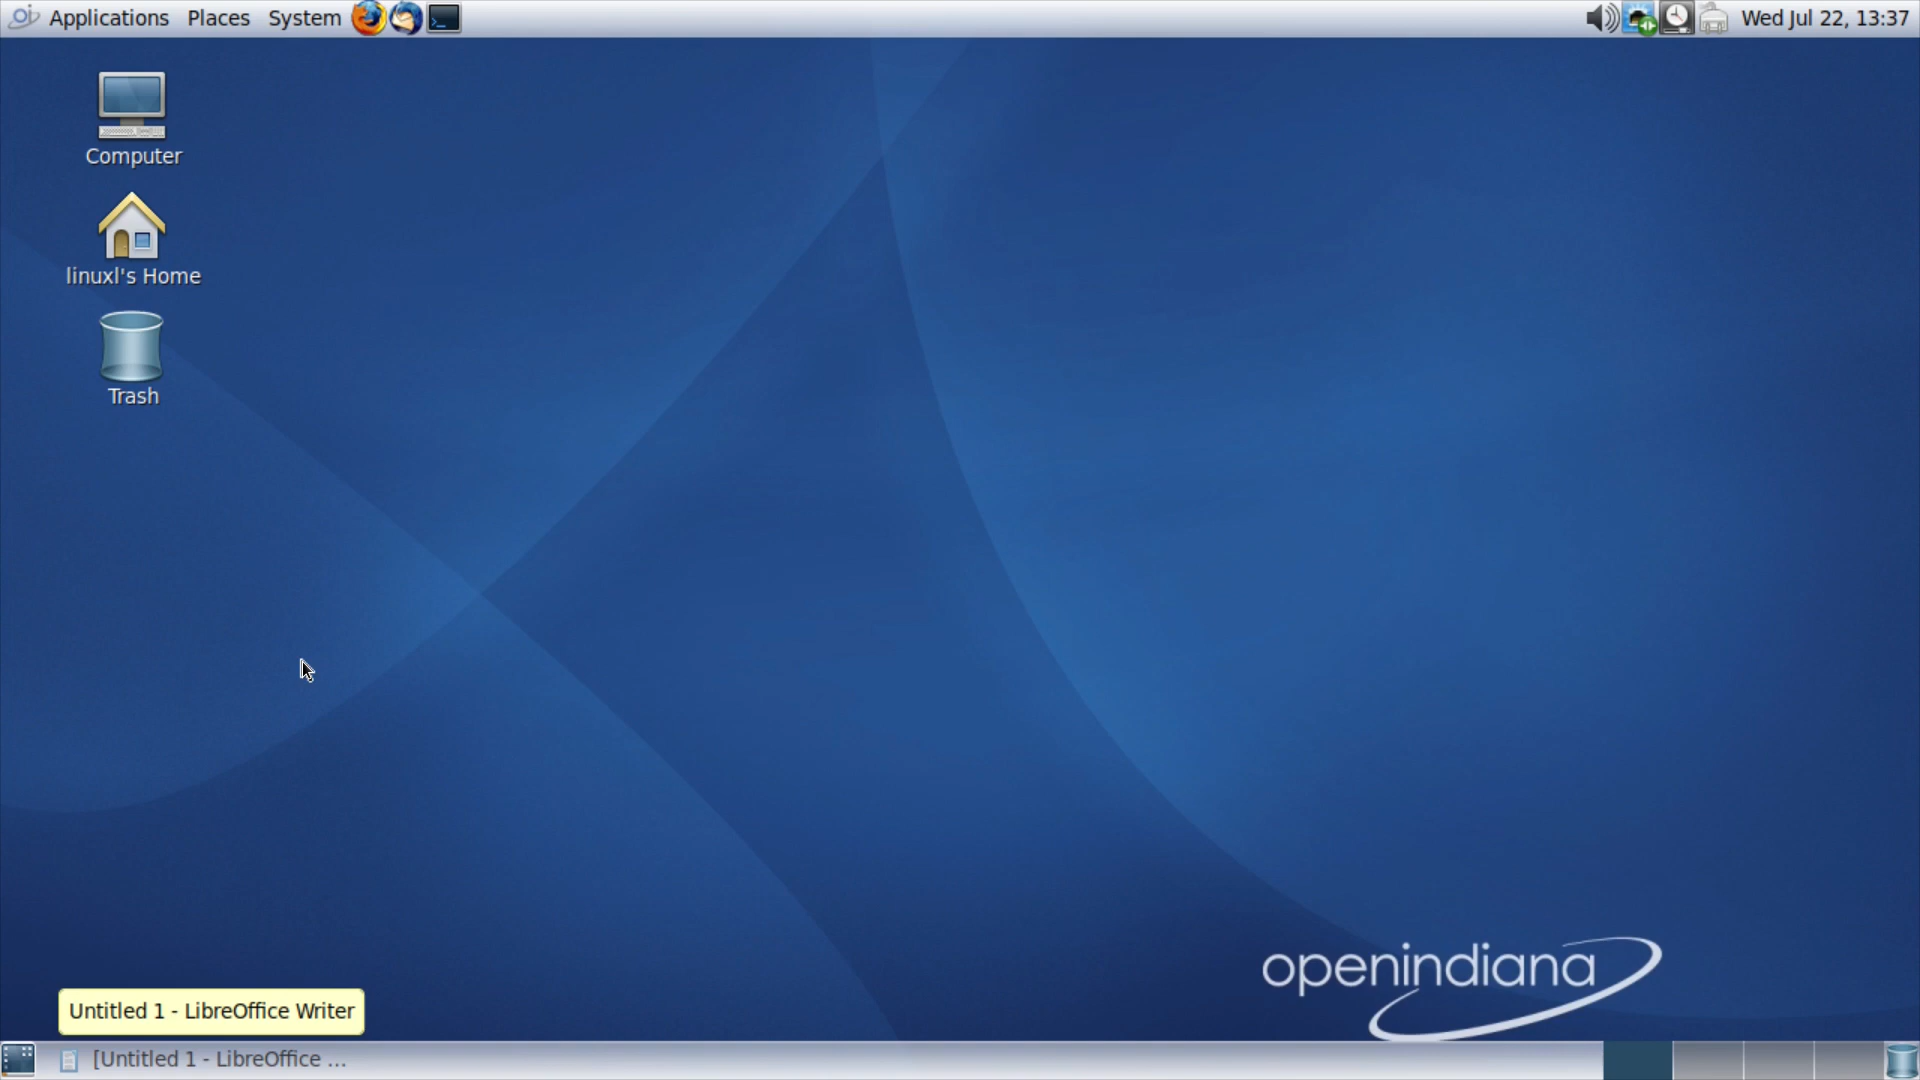 Applications Places System
Wed Jul 22, 13:37
Computer
linuxl's Home
Trash
openindiana
Untitled 1 - LibreOffice Writer
[Untitled 1 - LibreOffice ...